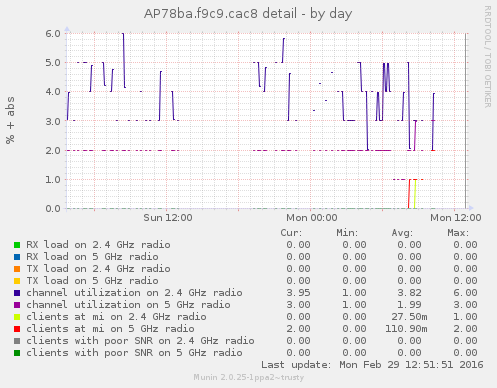 AP78ba.f9c9.cac8 detail - by day
RRDTOOL / TOBI OETIKER
% + abs
6.0
5.0
4.0
3.0
2.0
1.0
0.0
Sun 12:00 Mon 00:00 Mon 12:00
Cur: Min: Avg: Max:
RX load on 2.4 GHz radio 0.00 0.00 0.00 0.00
RX load on 5 GHz radio 0.00 0.00 0.00 0.00
TX load on 2.4 GHz radio 0.00 0.00 0.00 0.00
TX load on 5 GHz radio 0.00 0.00 0.00 0.00
channel utilization on 2.4 GHz radio 3.95 1.00 3.82 6.00
channel utilization on 5 GHz radio 3.00 1.00 1.99 3.00
clients at mi on 2.4 GHz radio 0.00 0.00 27.50m 1.00
clients at mi on 5 GHz radio 2.00 0.00 110.90m 2.00
clients with poor SNR on 2.4 GHz radio 0.00 0.00 0.00 0.00
clients with poor SNR on 5 GHz radio 0.00 0.00 0.00 0.00
Last update: Mon Feb 29 12:51:51 2016
Munin 2.0.25-1ppa2~trusty